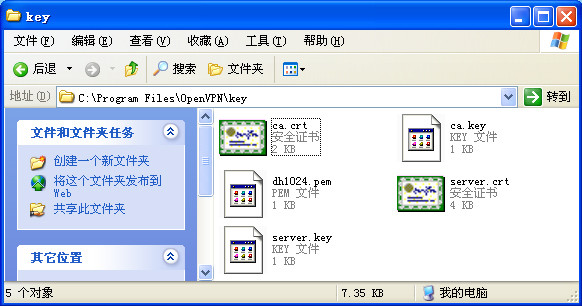 key
文件(F) 编辑(E) 查看(V) 收藏(A) 工具(T) 帮助(H)
后退 搜索 文件夹
地址(D) C:\Program Files\OpenVPN\key 转到
文件和文件夹任务
创建一个新文件夹
将这个文件夹发布到
Web
共享此文件夹
其它位置
ca.crt
安全证书
2 KB
ca.key
KEY 文件
1 KB
dh1024.pem
PEM 文件
1 KB
server.crt
安全证书
4 KB
server.key
KEY 文件
1 KB
5 个对象 7.35 KB 我的电脑